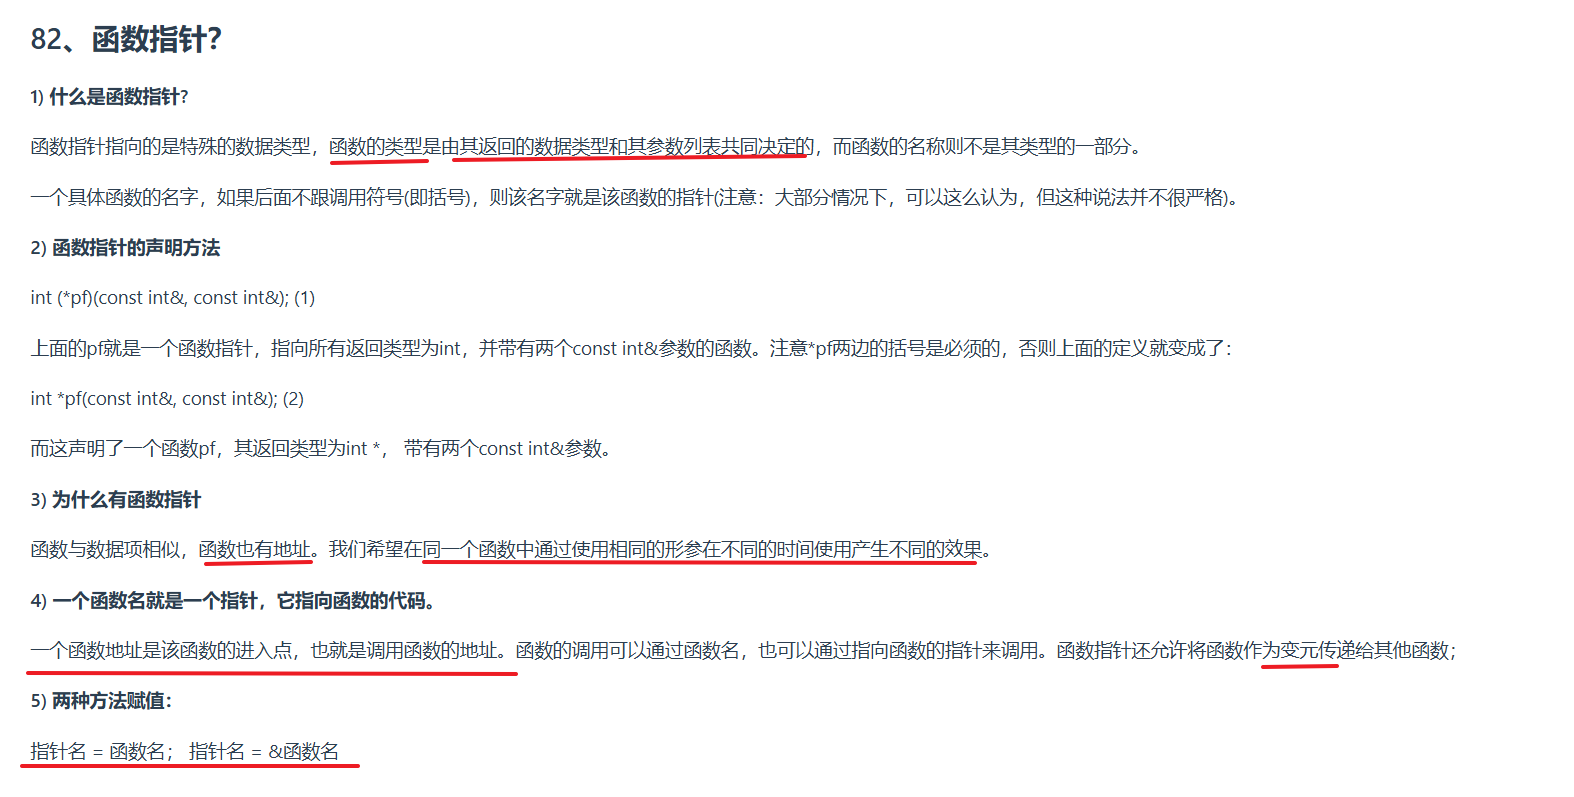 82、函数指针？
1) 什么是函数指针?
函数指针指向的是特殊的数据类型，函数的类型是由其返回的数据类型和其参数列表共同决定的，而函数的名称则不是其类型的一部分。
一个具体函数的名字，如果后面不跟调用符号(即括号)，则该名字就是该函数的指针(注意：大部分情况下，可以这么认为，但这种说法并不很严格)。
2) 函数指针的声明方法
int (*pf)(const int&, const int&); (1)
上面的pf就是一个函数指针，指向所有返回类型为int，并带有两个const int&参数的函数。注意*pf两边的括号是必须的，否则上面的定义就变成了：
int *pf(const int&, const int&); (2)
而这声明了一个函数pf，其返回类型为int *， 带有两个const int&参数。
3) 为什么有函数指针
函数与数据项相似，函数也有地址。我们希望在同一个函数中通过使用相同的形参在不同的时间使用产生不同的效果。
4) 一个函数名就是一个指针，它指向函数的代码。
一个函数地址是该函数的进入点，也就是调用函数的地址。函数的调用可以通过函数名，也可以通过指向函数的指针来调用。函数指针还允许将函数作为变元传递给其他函数；
5) 两种方法赋值：
指针名 = 函数名； 指针名 = &函数名